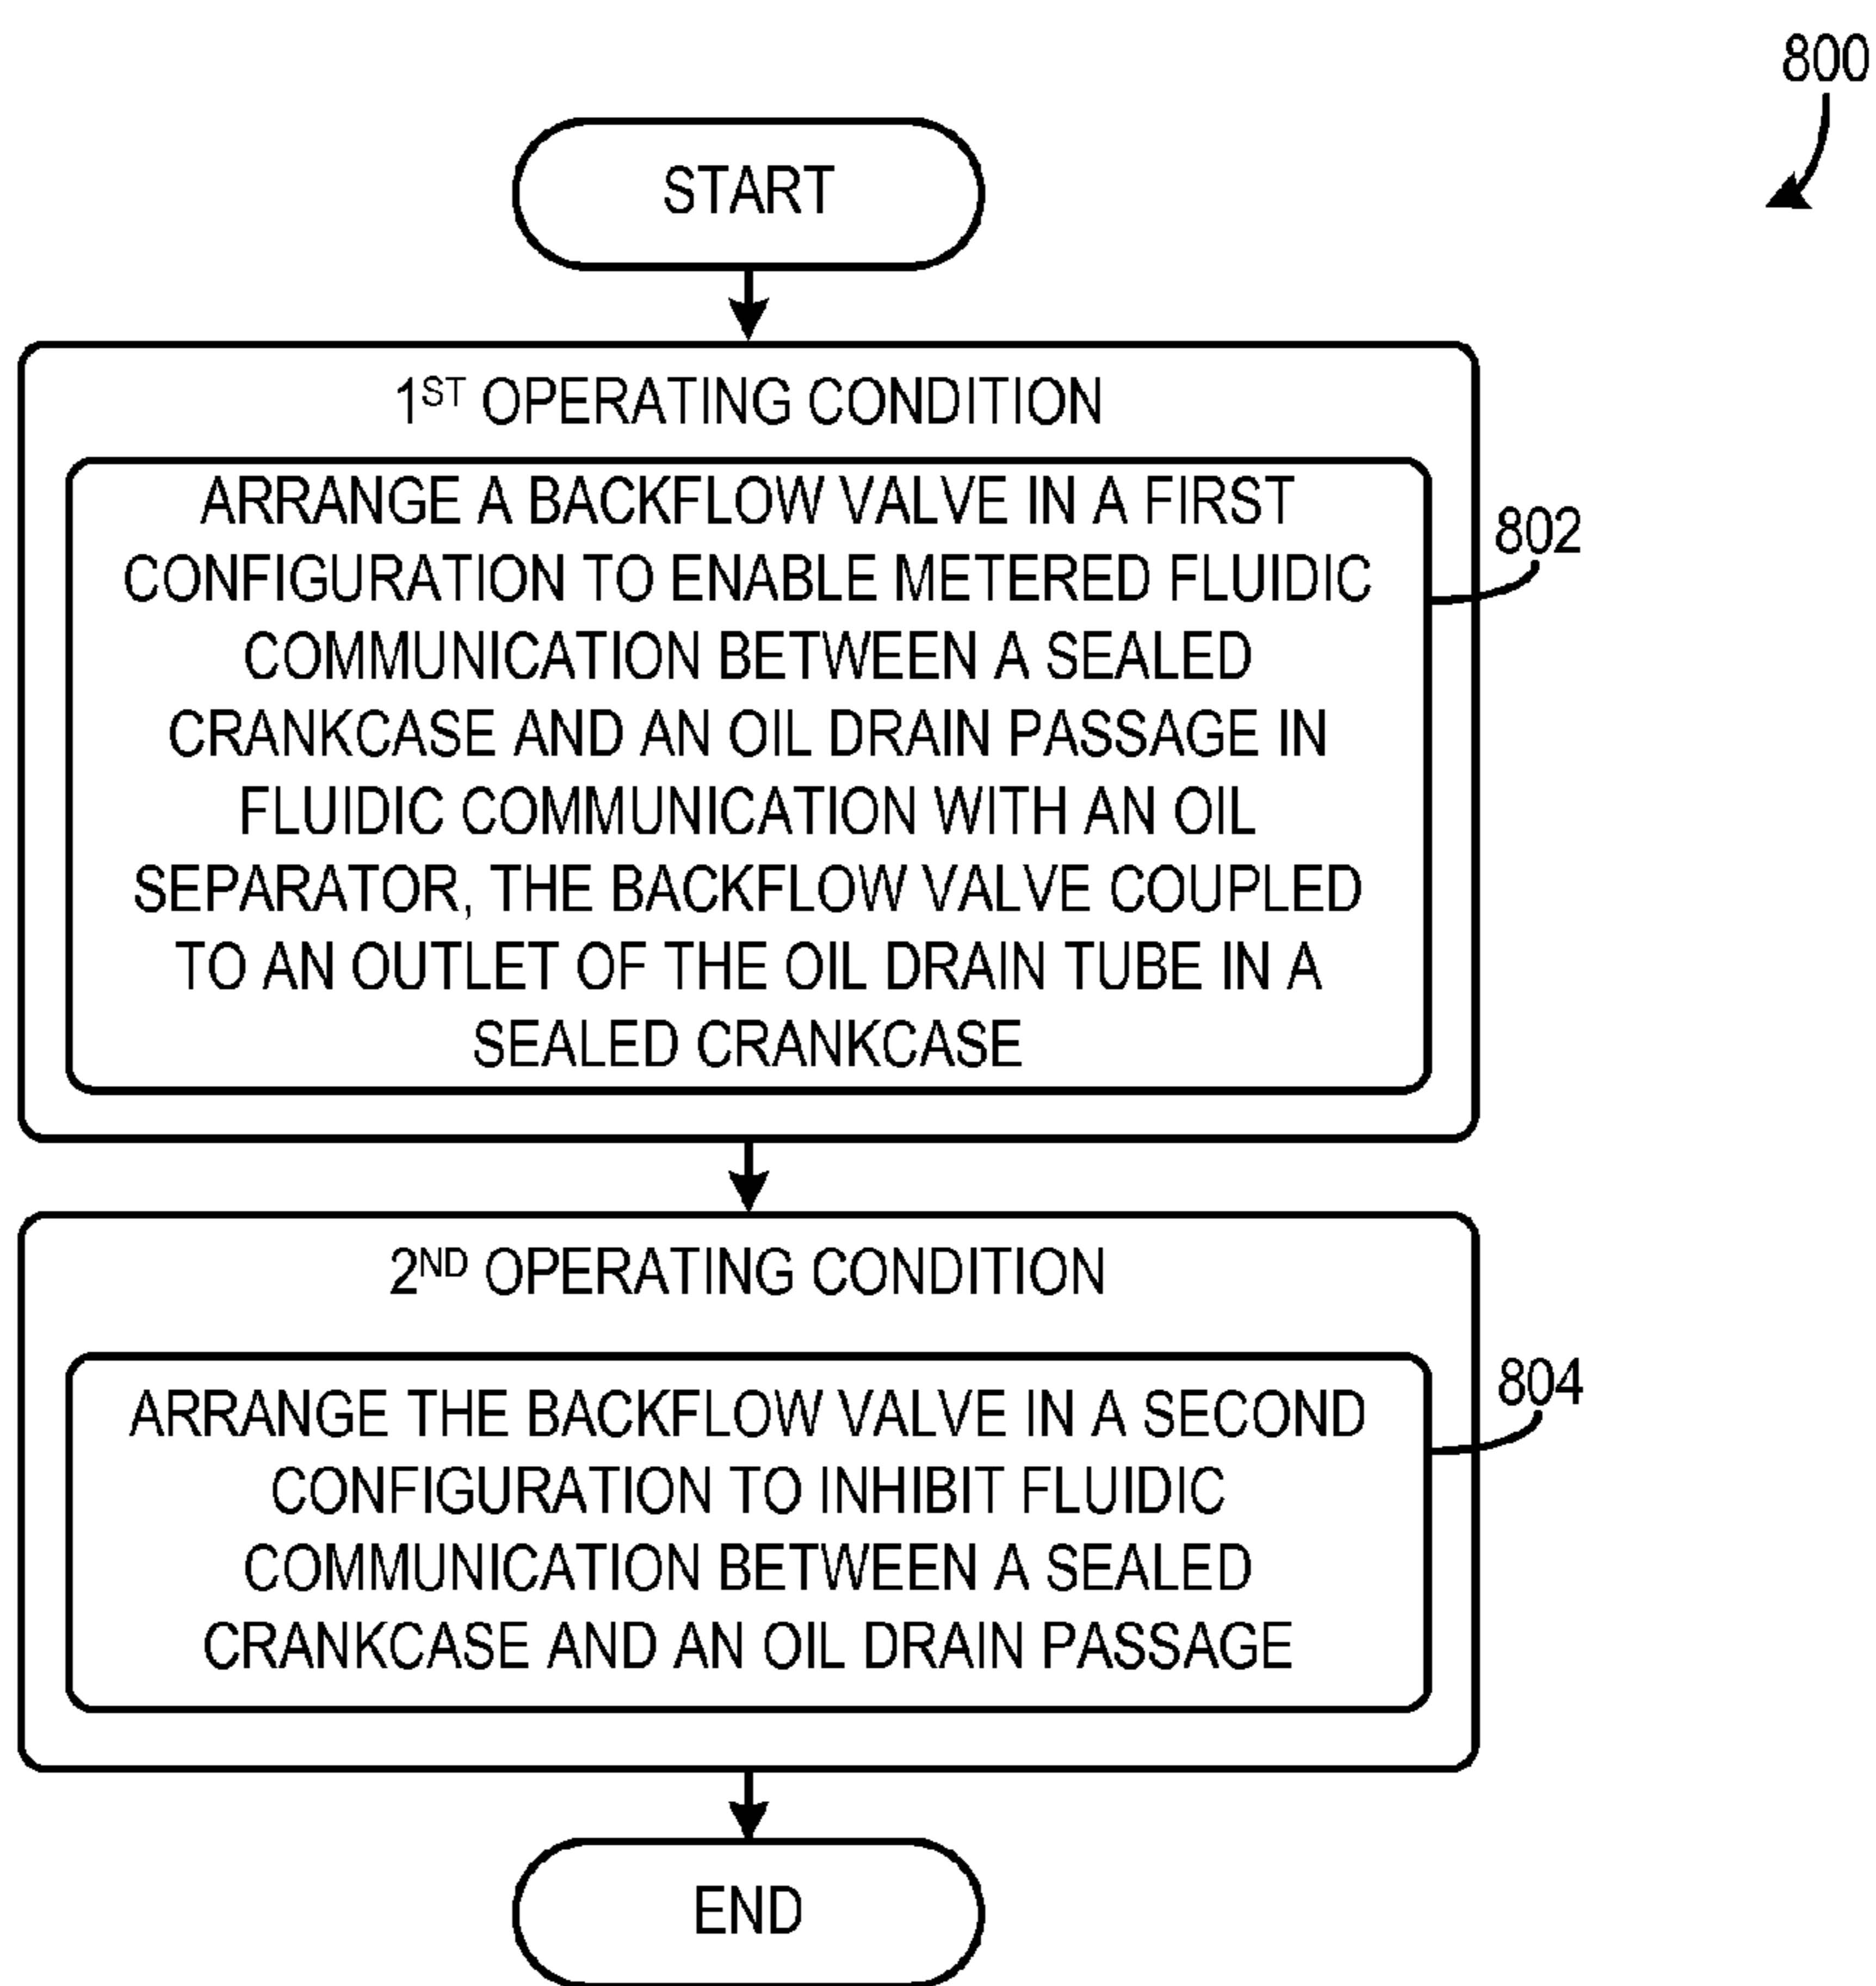 800
START
1ST OPERATING CONDITION
ARRANGE A BACKFLOW VALVE IN A FIRST
CONFIGURATION TO ENABLE METERED FLUIDIC
COMMUNICATION BETWEEN A SEALED
CRANKCASE AND AN OIL DRAIN PASSAGE IN
FLUIDIC COMMUNICATION WITH AN OIL
SEPARATOR, THE BACKFLOW VALVE COUPLED
TO AN OUTLET OF THE OIL DRAIN TUBE IN A
SEALED CRANKCASE
802
2ND OPERATING CONDITION
ARRANGE THE BACKFLOW VALVE IN A SECOND
CONFIGURATION TO INHIBIT FLUIDIC
COMMUNICATION BETWEEN A SEALED
CRANKCASE AND AN OIL DRAIN PASSAGE
804
END